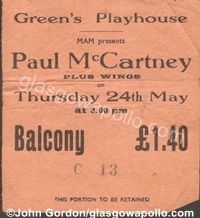 Green's Playhouse
MAM presents
Paul McCartney
PLUS WINGS
on
Thursday 24th May
at 8.00 pm
Balcony £1.40
C 13
THIS PORTION TO BE RETAINED
© John Gordon/glasgowapollo.com